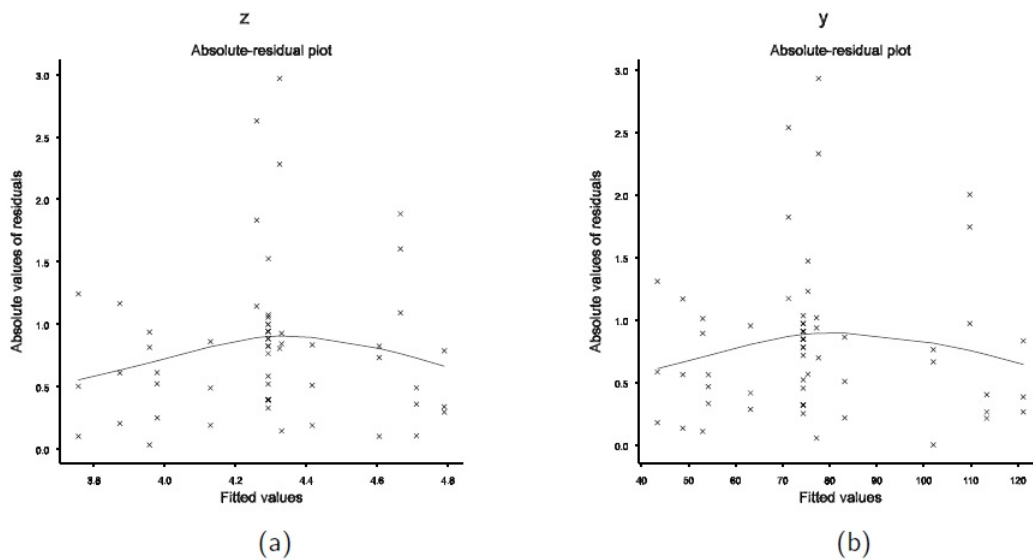 z
Absolute-residual plot
Absolute values of residuals
3.0
2.5
2.0
1.5
1.0
0.5
0.0
3.8 4.0 4.2 4.4 4.6 4.8
Fitted values
(a)
y
Absolute-residual plot
Absolute values of residuals
3.0
2.5
2.0
1.5
1.0
0.5
0.0
40 50 60 70 80 90 100 110 120
Fitted values
(b)